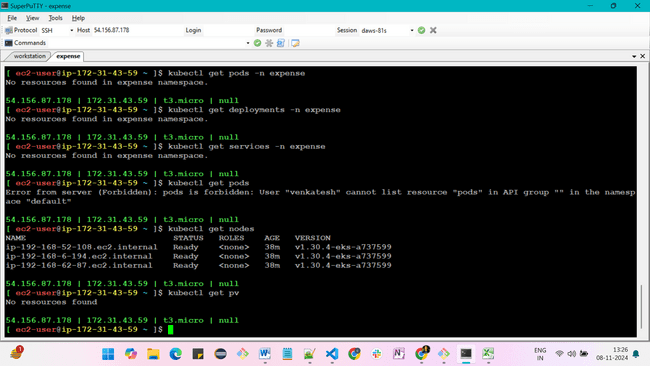 SuperPuTTY - expense
File View Tools Help
Protocol SSH Host 54.156.87.178 Login Password Session daws-81s
Commands
workstation expense
[ ec2-user@ip-172-31-43-59 ~ ]$ kubectl get pods -n expense
No resources found in expense namespace.
54.156.87.178 | 172.31.43.59 | t3.micro | null
[ ec2-user@ip-172-31-43-59 ~ ]$ kubectl get deployments -n expense
No resources found in expense namespace.
54.156.87.178 | 172.31.43.59 | t3.micro | null
[ ec2-user@ip-172-31-43-59 ~ ]$ kubectl get services -n expense
No resources found in expense namespace.
54.156.87.178 | 172.31.43.59 | t3.micro | null
[ ec2-user@ip-172-31-43-59 ~ ]$ kubectl get pods
Error from server (Forbidden): pods is forbidden: User "venkatesh" cannot list resource "pods" in API group "" in the namesp
ace "default"
54.156.87.178 | 172.31.43.59 | t3.micro | null
[ ec2-user@ip-172-31-43-59 ~ ]$ kubectl get nodes
NAME STATUS ROLES AGE VERSION
ip-192-168-52-108.ec2.internal Ready <none> 38m v1.30.4-eks-a737599
ip-192-168-6-194.ec2.internal Ready <none> 38m v1.30.4-eks-a737599
ip-192-168-62-87.ec2.internal Ready <none> 38m v1.30.4-eks-a737599
54.156.87.178 | 172.31.43.59 | t3.micro | null
[ ec2-user@ip-172-31-43-59 ~ ]$ kubectl get pv
No resources found
54.156.87.178 | 172.31.43.59 | t3.micro | null
[ ec2-user@ip-172-31-43-59 ~ ]$
ENG
IN
13:26
08-11-2024